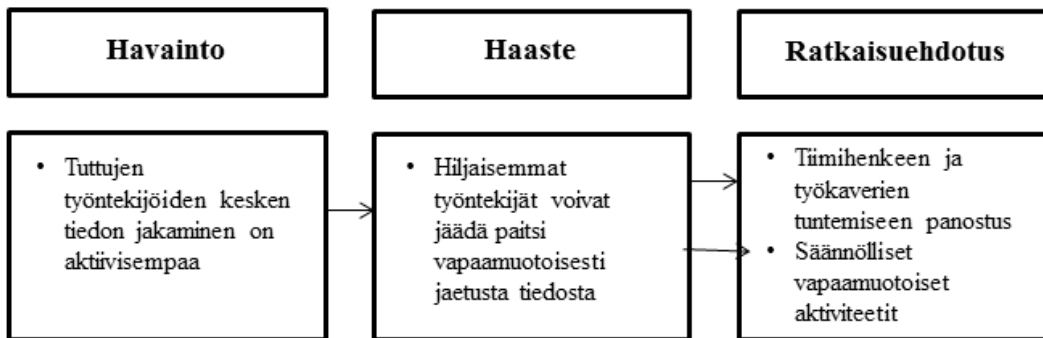 Havainto
Haaste
Ratkaisuehdotus
• Tuttujen
työntekijöiden kesken
tiedon jakaminen on
aktiivisempaa
• Hiljaisemmat
työntekijät voivat
jäädä paitsi
vapaamuotoisesti
jaetusta tiedosta
• Tiimihenkeen ja
työkaverien
tuntemiseen panostus
• Säännölliset
vapaamuotoiset
aktiviteetit